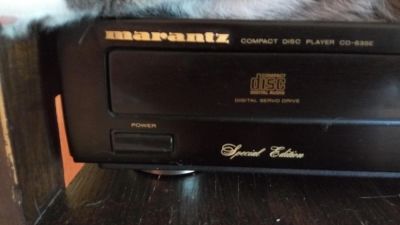 marantz COMPACT DISC PLAYER CD-63SE
COMPACT
disc
DIGITAL AUDIO
DIGITAL SERVO DRIVE
POWER
Special Edition